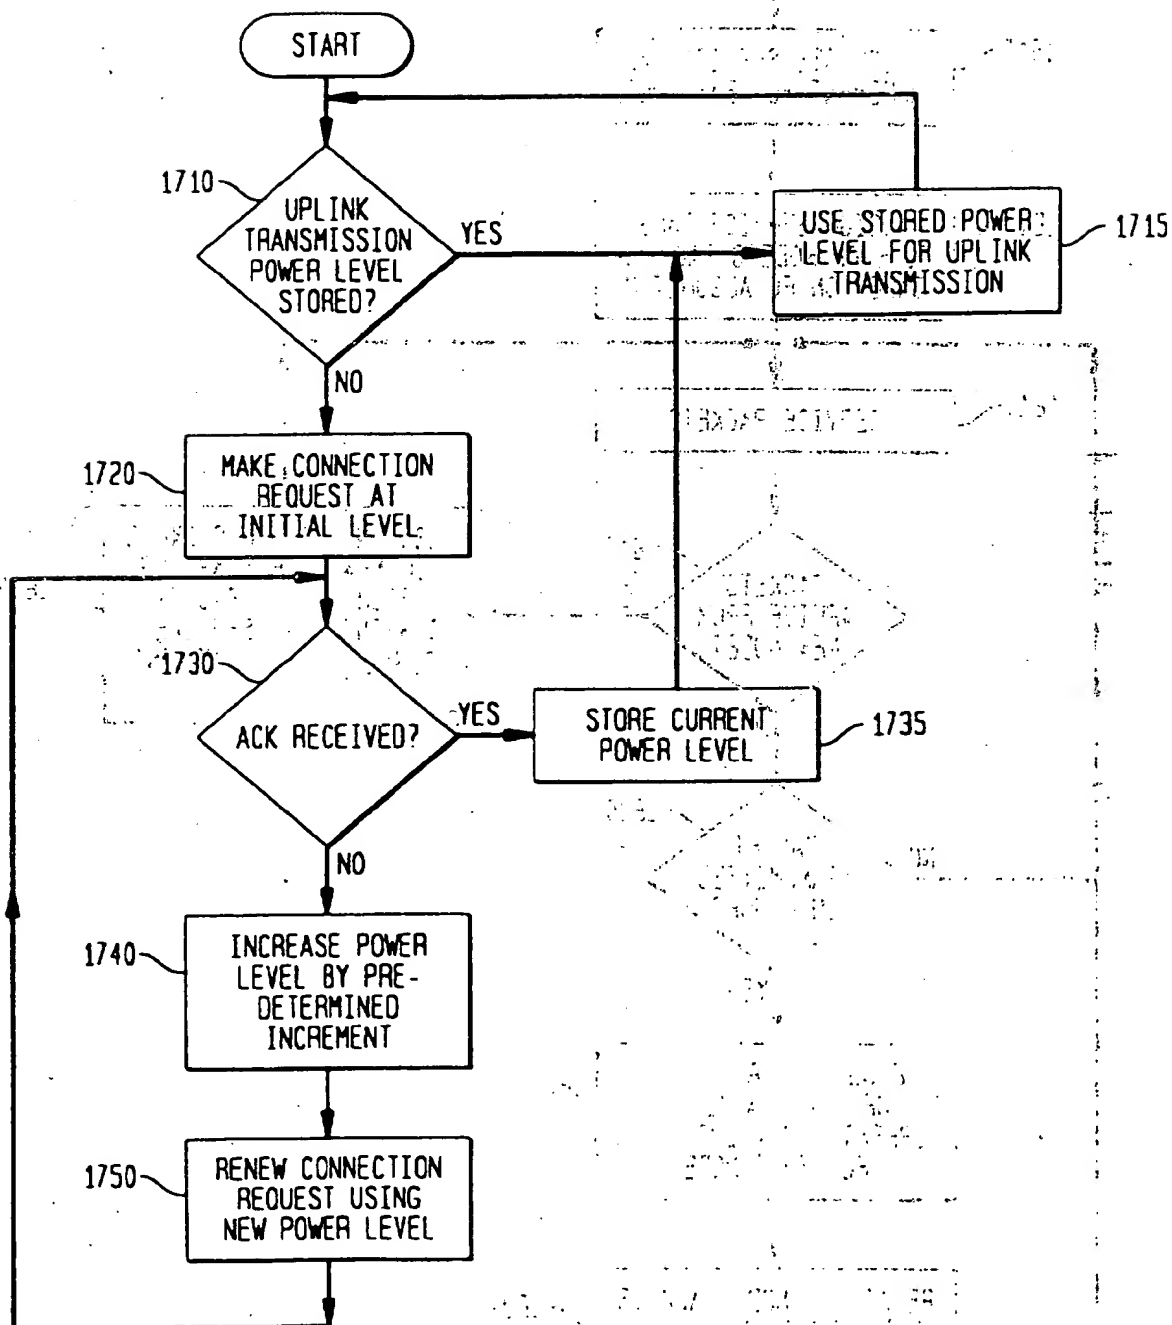 START
1710
UPLINK
TRANSMISSION
POWER LEVEL
STORED?
YES
USE STORED POWER
LEVEL FOR UPLINK
TRANSMISSION
1715
NO
1720
MAKE CONNECTION
REQUEST AT
INITIAL LEVEL
1730
ACK RECEIVED?
YES
STORE CURRENT
POWER LEVEL
1735
NO
1740
INCREASE POWER
LEVEL BY PRE-
DETERMINED
INCREMENT
1750
RENEW CONNECTION
REQUEST USING
NEW POWER LEVEL